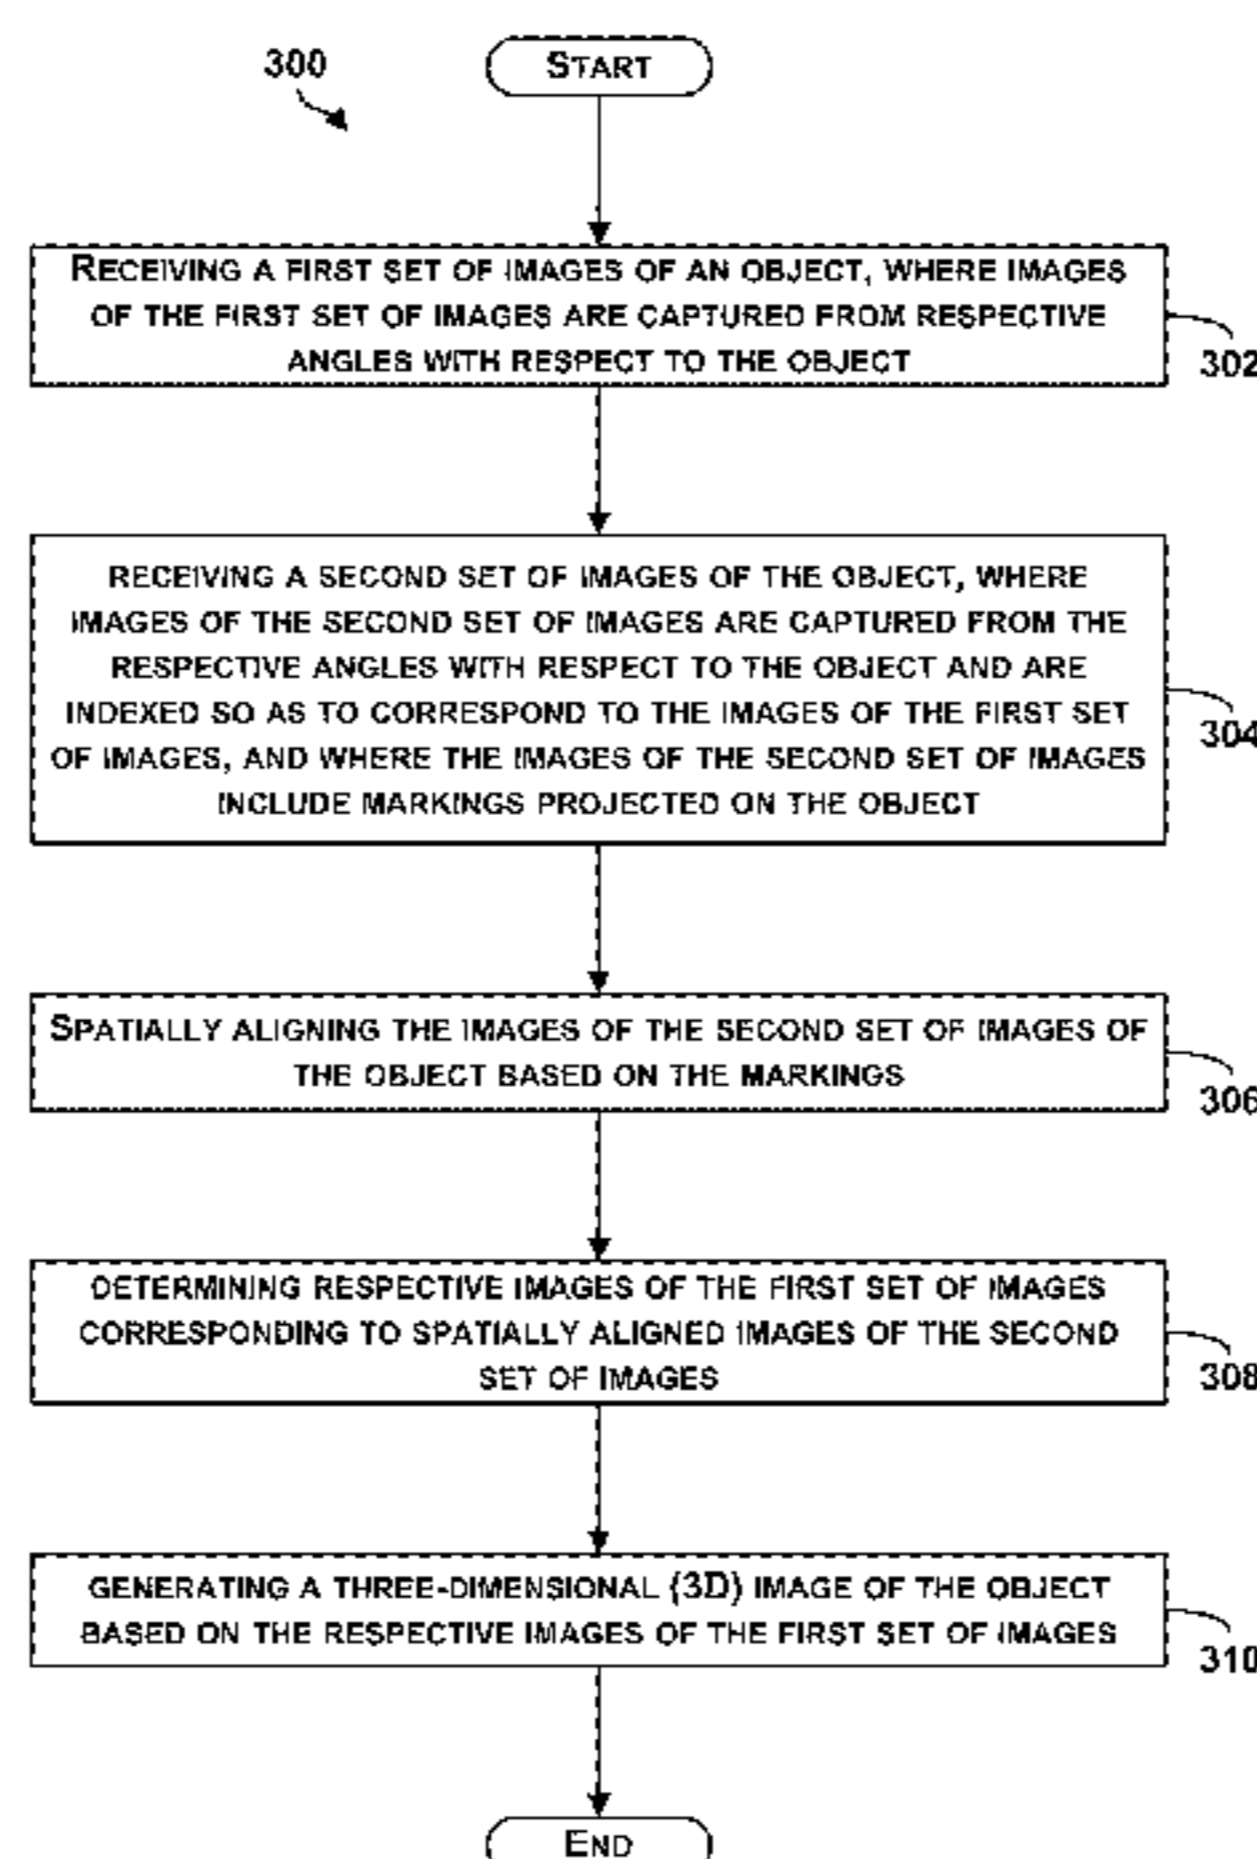 300
START
RECEIVING A FIRST SET OF IMAGES OF AN OBJECT, WHERE IMAGES
OF THE FIRST SET OF IMAGES ARE CAPTURED FROM RESPECTIVE
ANGLES WITH RESPECT TO THE OBJECT
302
RECEIVING A SECOND SET OF IMAGES OF THE OBJECT, WHERE
IMAGES OF THE SECOND SET OF IMAGES ARE CAPTURED FROM THE
RESPECTIVE ANGLES WITH RESPECT TO THE OBJECT AND ARE
INDEXED SO AS TO CORRESPOND TO THE IMAGES OF THE FIRST SET
OF IMAGES, AND WHERE THE IMAGES OF THE SECOND SET OF IMAGES
INCLUDE MARKINGS PROJECTED ON THE OBJECT
304
SPATIALLY ALIGNING THE IMAGES OF THE SECOND SET OF IMAGES OF
THE OBJECT BASED ON THE MARKINGS
306
DETERMINING RESPECTIVE IMAGES OF THE FIRST SET OF IMAGES
CORRESPONDING TO SPATIALLY ALIGNED IMAGES OF THE SECOND
SET OF IMAGES
308
GENERATING A THREE-DIMENSIONAL (3D) IMAGE OF THE OBJECT
BASED ON THE RESPECTIVE IMAGES OF THE FIRST SET OF IMAGES
310
END